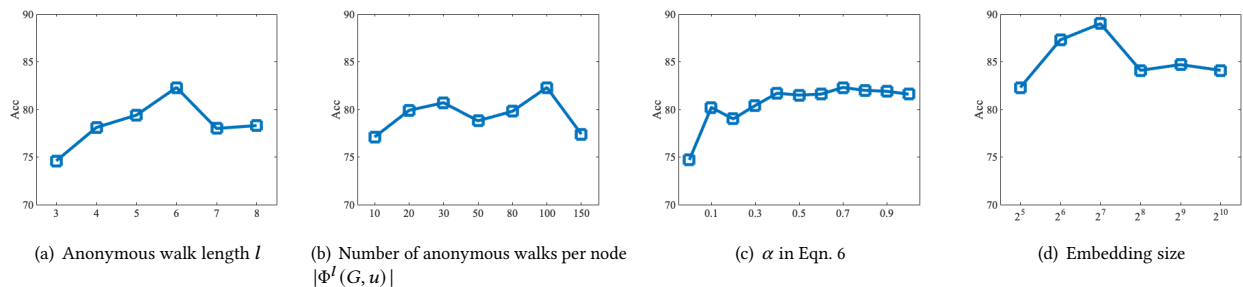 90
85
80
75
70
Acc
3 4 5 6 7 8
(a) Anonymous walk length l
90
85
80
75
70
Acc
10 20 30 50 80 100 150
(b) Number of anonymous walks per node
|Φ^l(G, u)|
90
85
80
75
70
Acc
0.1 0.3 0.5 0.7 0.9
(c) α in Eqn. 6
90
85
80
75
70
Acc
2^5 2^6 2^7 2^8 2^9 2^10
(d) Embedding size